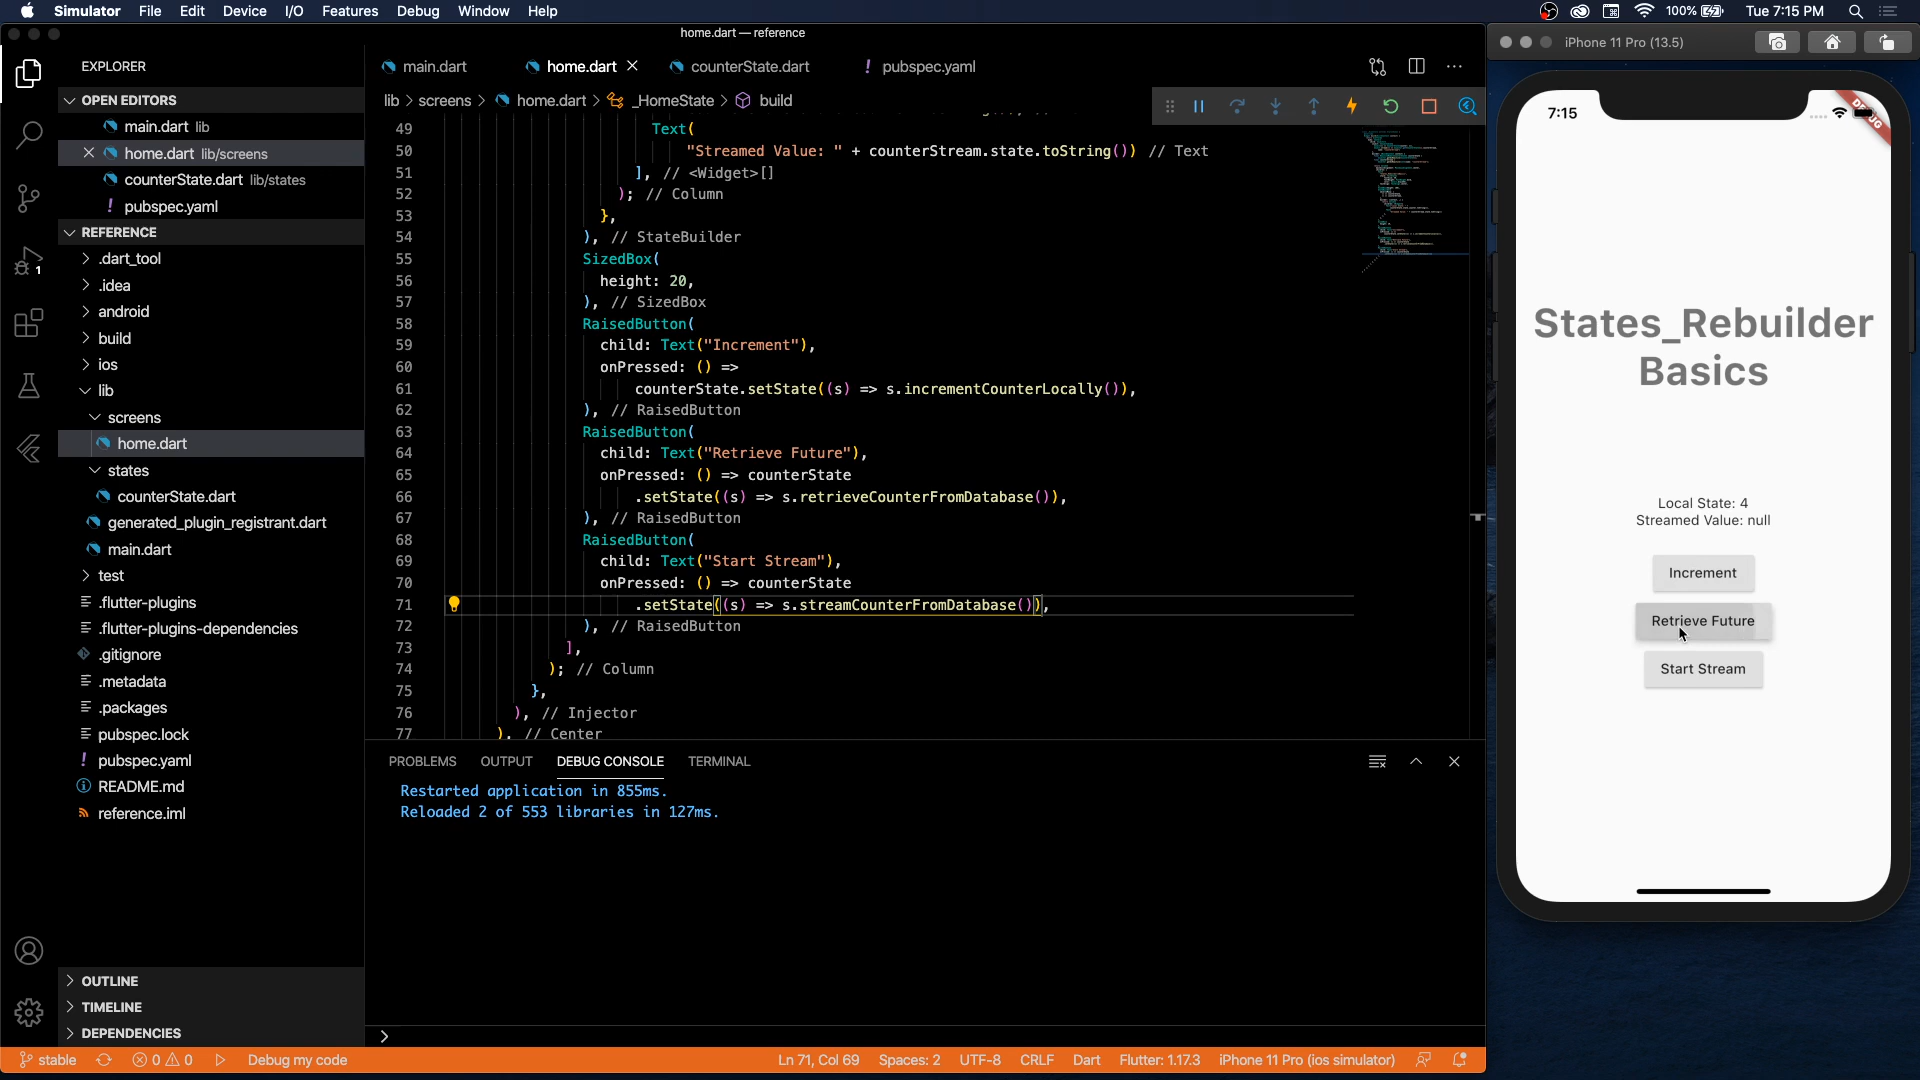 Simulator File Edit Device I/O Features Debug Window Help
100% Tue 7:15 PM
home.dart — reference
iPhone 11 Pro (13.5)
EXPLORER
main.dart
home.dart
counterState.dart
! pubspec.yaml
OPEN EDITORS
lib > screens > home.dart > _HomeState > build
main.dart lib
home.dart lib/screens
counterState.dart lib/states
! pubspec.yaml
REFERENCE
.dart_tool
.idea
android
build
ios
lib
screens
home.dart
states
counterState.dart
generated_plugin_registrant.dart
main.dart
test
.flutter-plugins
.flutter-plugins-dependencies
.gitignore
.metadata
.packages
pubspec.lock
! pubspec.yaml
README.md
reference.iml
OUTLINE
TIMELINE
DEPENDENCIES
1
49 Text(
50 "Streamed Value: " + counterStream.state.toString()) // Text
51 ], // <Widget>[]
52 ); // Column
53 },
54 ), // StateBuilder
55 SizedBox(
56 height: 20,
57 ), // SizedBox
58 RaisedButton(
59 child: Text("Increment"),
60 onPressed: () =>
61 counterState.setState((s) => s.incrementCounterLocally()),
62 ), // RaisedButton
63 RaisedButton(
64 child: Text("Retrieve Future"),
65 onPressed: () => counterState
66 .setState((s) => s.retrieveCounterFromDatabase()),
67 ), // RaisedButton
68 RaisedButton(
69 child: Text("Start Stream"),
70 onPressed: () => counterState
71 .setState((s) => s.streamCounterFromDatabase()),
72 ), // RaisedButton
73 ],
74 ); // Column
75 },
76 ), // Injector
77 ), // Center
PROBLEMS OUTPUT DEBUG CONSOLE TERMINAL
Restarted application in 855ms.
Reloaded 2 of 553 libraries in 127ms.
stable 0 0 Debug my code
Ln 71, Col 69 Spaces: 2 UTF-8 CRLF Dart Flutter: 1.17.3 iPhone 11 Pro (ios simulator)
7:15
States_Rebuilder
Basics
Local State: 4
Streamed Value: null
Increment
Retrieve Future
Start Stream